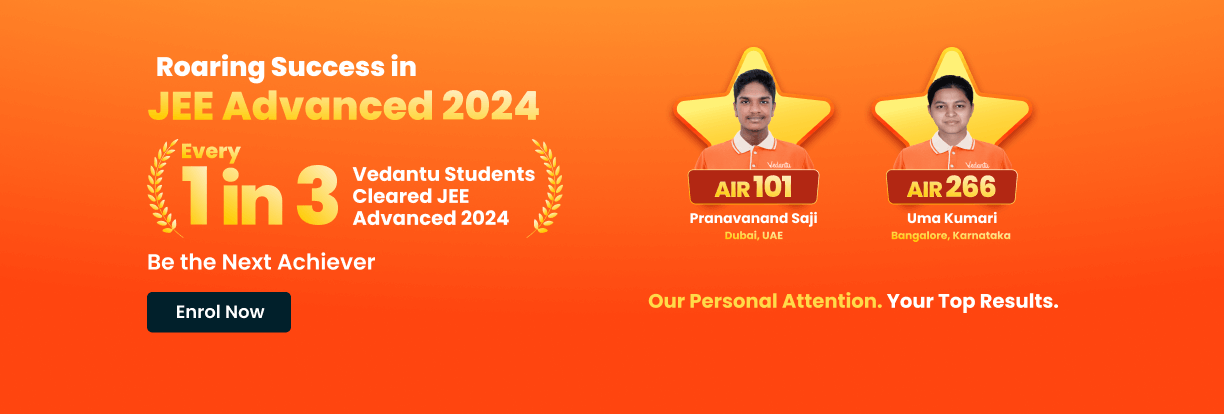 Roaring Success in
JEE Advanced 2024
Every
1 in 3
Vedantu Students
Cleared JEE
Advanced 2024
Be the Next Achiever
Enrol Now
Vedantu
AIR 101
Pranavanand Saji
Dubai, UAE
Vedantu
AIR 266
Uma Kumari
Bangalore, Karnataka
Our Personal Attention. Your Top Results.